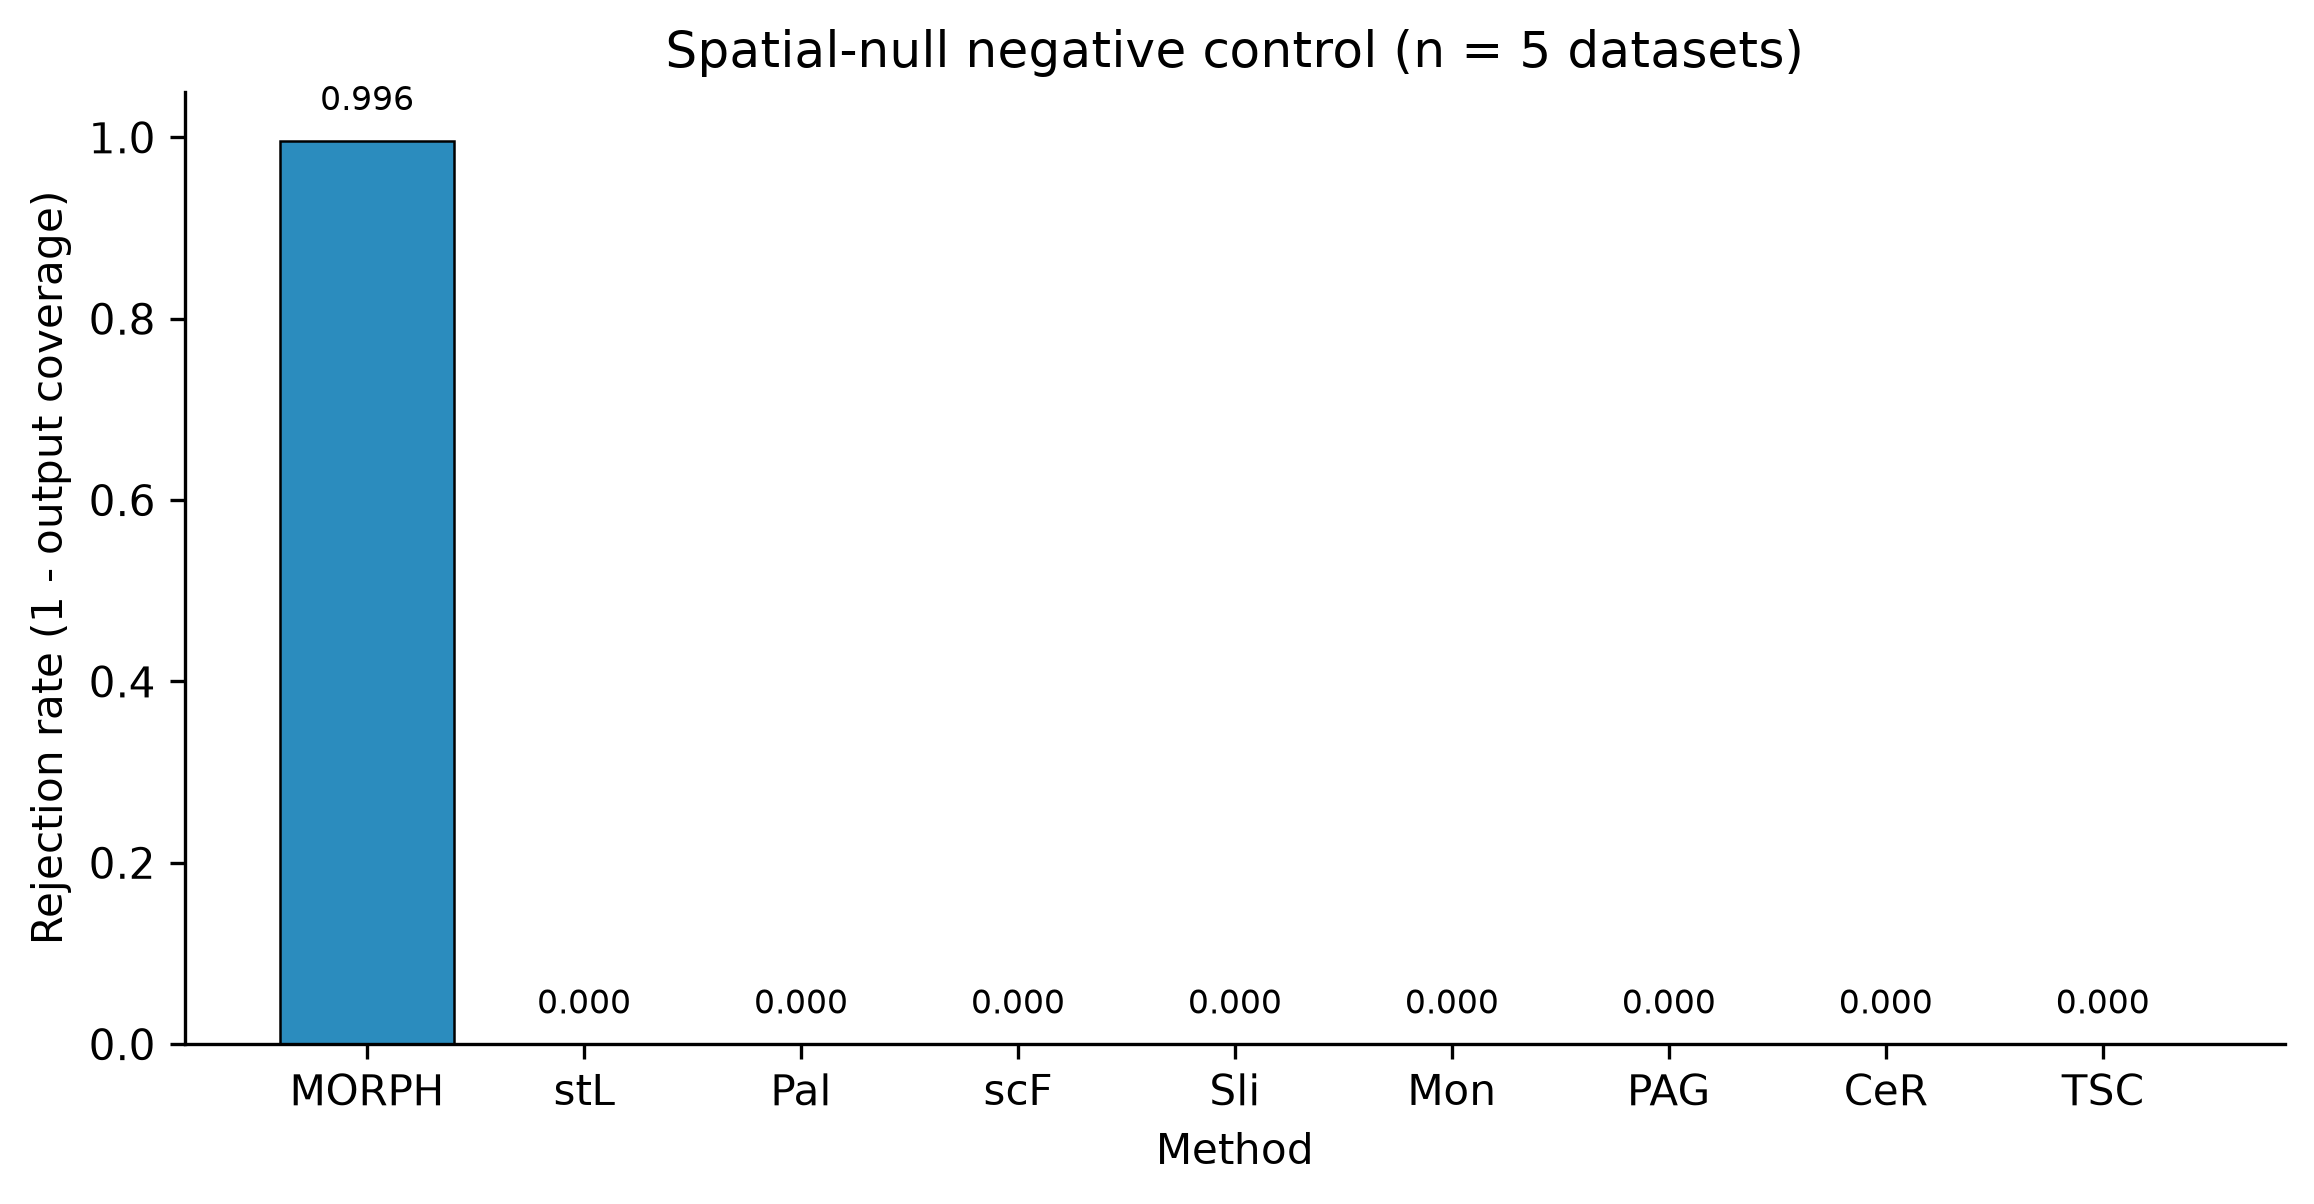 Spatial-null negative control (n = 5 datasets)
Rejection rate (1 - output coverage)
1.0
0.8
0.6
0.4
0.2
0.0
0.996
0.000
0.000
0.000
0.000
0.000
0.000
0.000
0.000
MORPH
stL
Pal
scF
Sli
Mon
PAG
CeR
TSC
Method